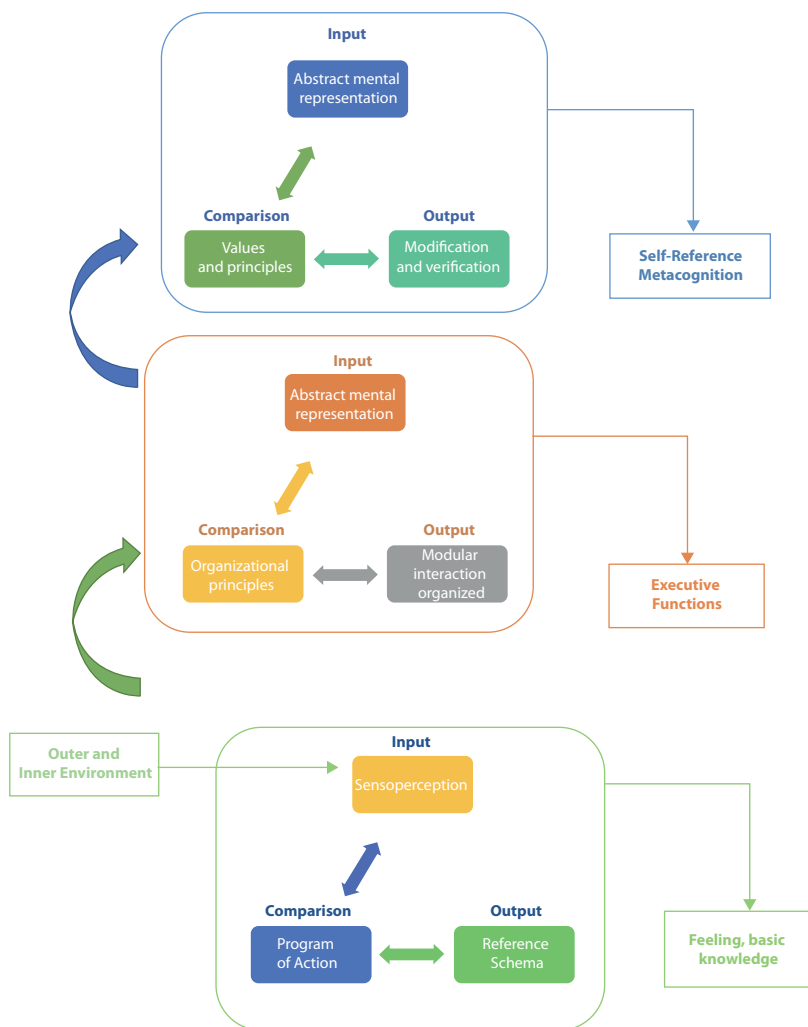 Input
Abstract mental
representation
Comparison
Output
Values
and principles
Modification
and verification
Self-Reference
Metacognition
Input
Abstract mental
representation
Comparison
Output
Organizational
principles
Modular
interaction
organized
Executive
Functions
Outer and
Inner Environment
Input
Sensoperception
Comparison
Output
Program
of Action
Reference
Schema
Feeling, basic
knowledge